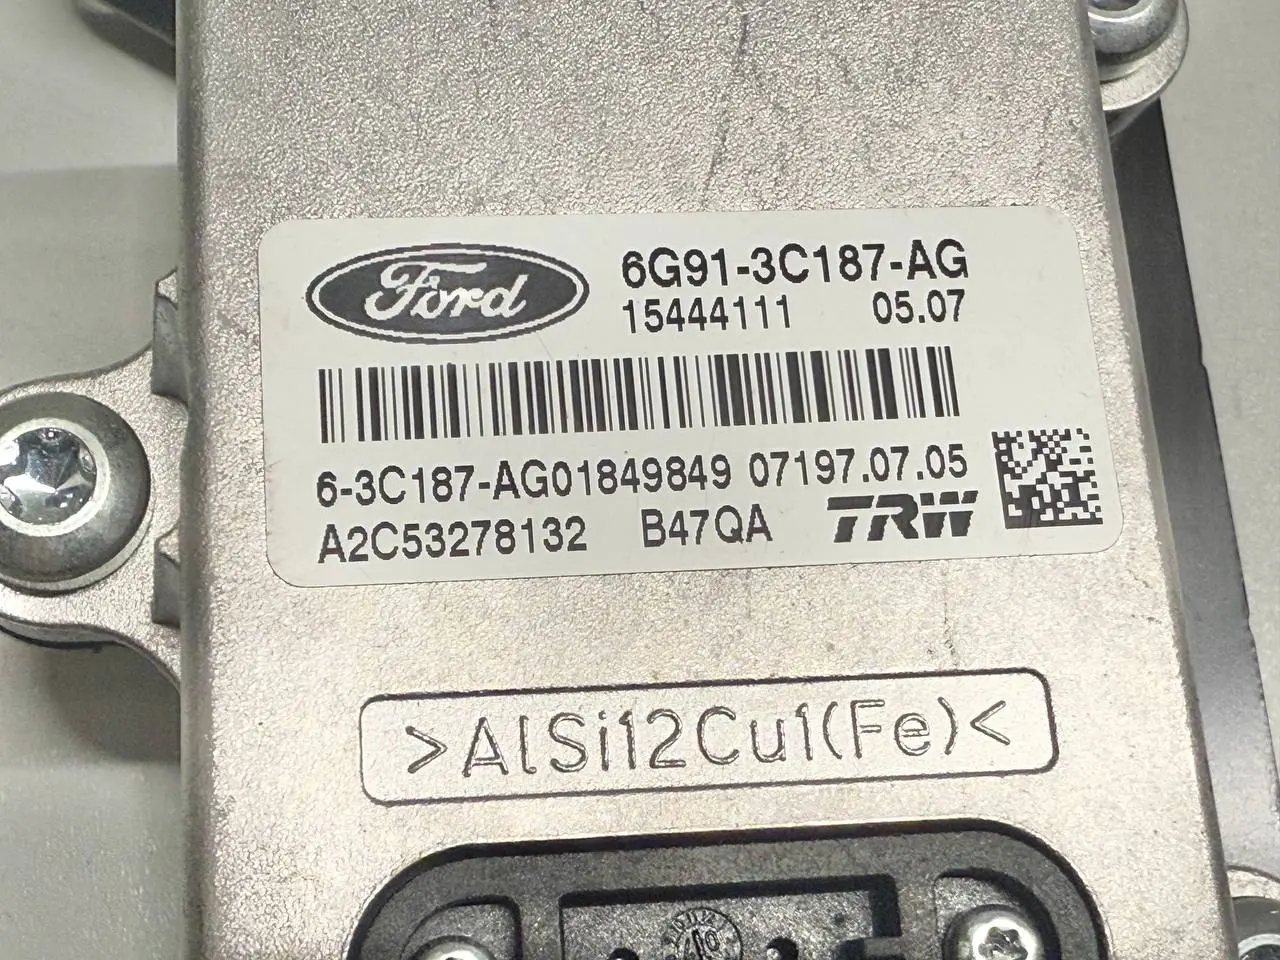 Ford
6G91-3C187-AG
15444111 05.07
6-3C187-AG01849849 07197.07.05
A2C53278132 B47QA TRW
>AlSi12Cu1(Fe)<